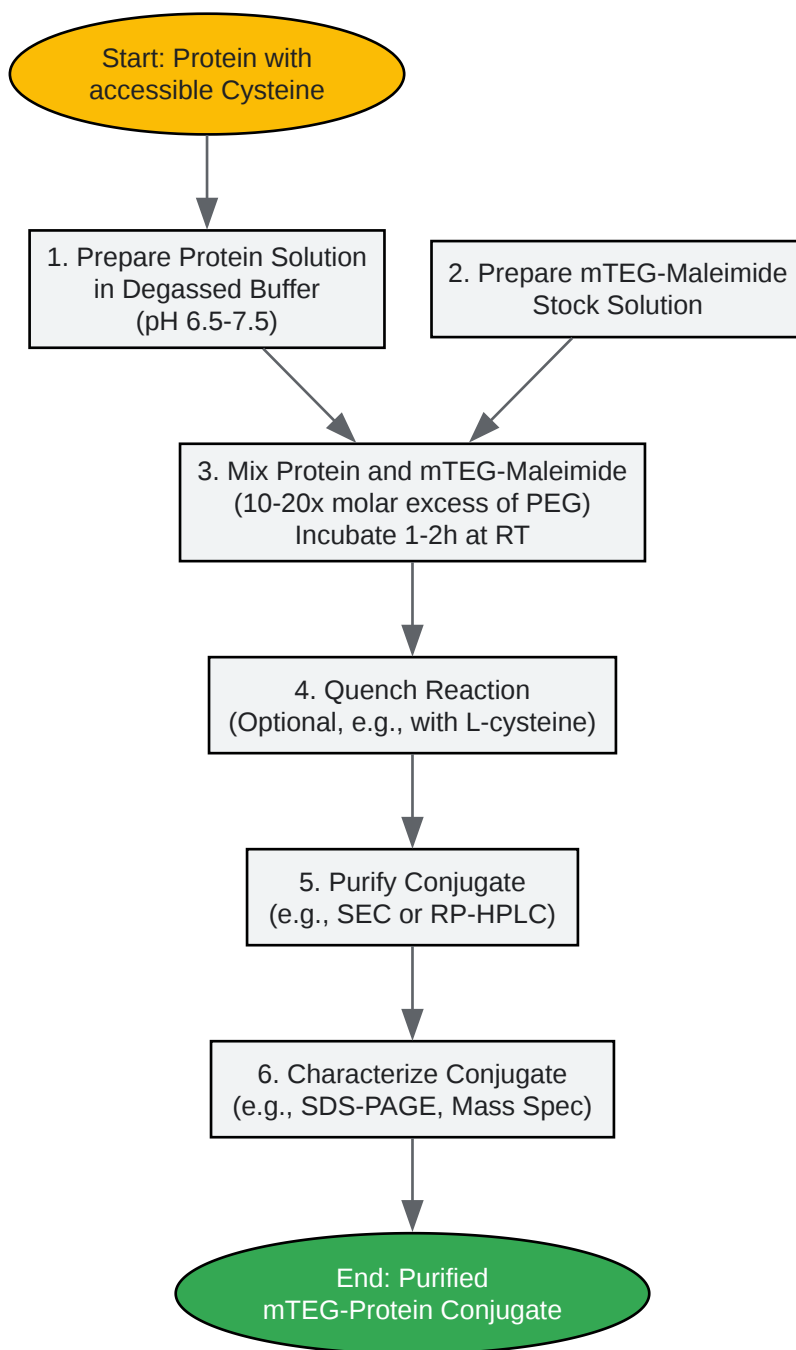 Start: Protein with
accessible Cysteine
1. Prepare Protein Solution
in Degassed Buffer
(pH 6.5-7.5)
2. Prepare mTEG-Maleimide
Stock Solution
3. Mix Protein and mTEG-Maleimide
(10-20x molar excess of PEG)
Incubate 1-2h at RT
4. Quench Reaction
(Optional, e.g., with L-cysteine)
5. Purify Conjugate
(e.g., SEC or RP-HPLC)
6. Characterize Conjugate
(e.g., SDS-PAGE, Mass Spec)
End: Purified
mTEG-Protein Conjugate